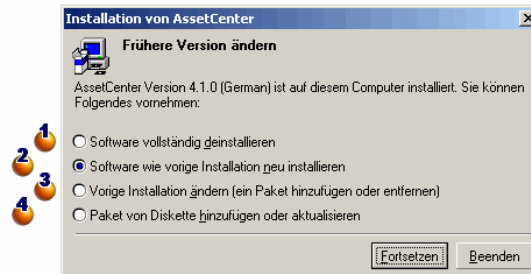 Installation von AssetCenter
Frühere Version ändern
AssetCenter Version 4.1.0 (German) ist auf diesem Computer installiert. Sie können
Folgendes vornehmen:
1
Software vollständig deinstallieren
2
Software wie vorige Installation neu installieren
3
Vorige Installation ändern (ein Paket hinzufügen oder entfernen)
4
Paket von Diskette hinzufügen oder aktualisieren
Fortsetzen
Beenden